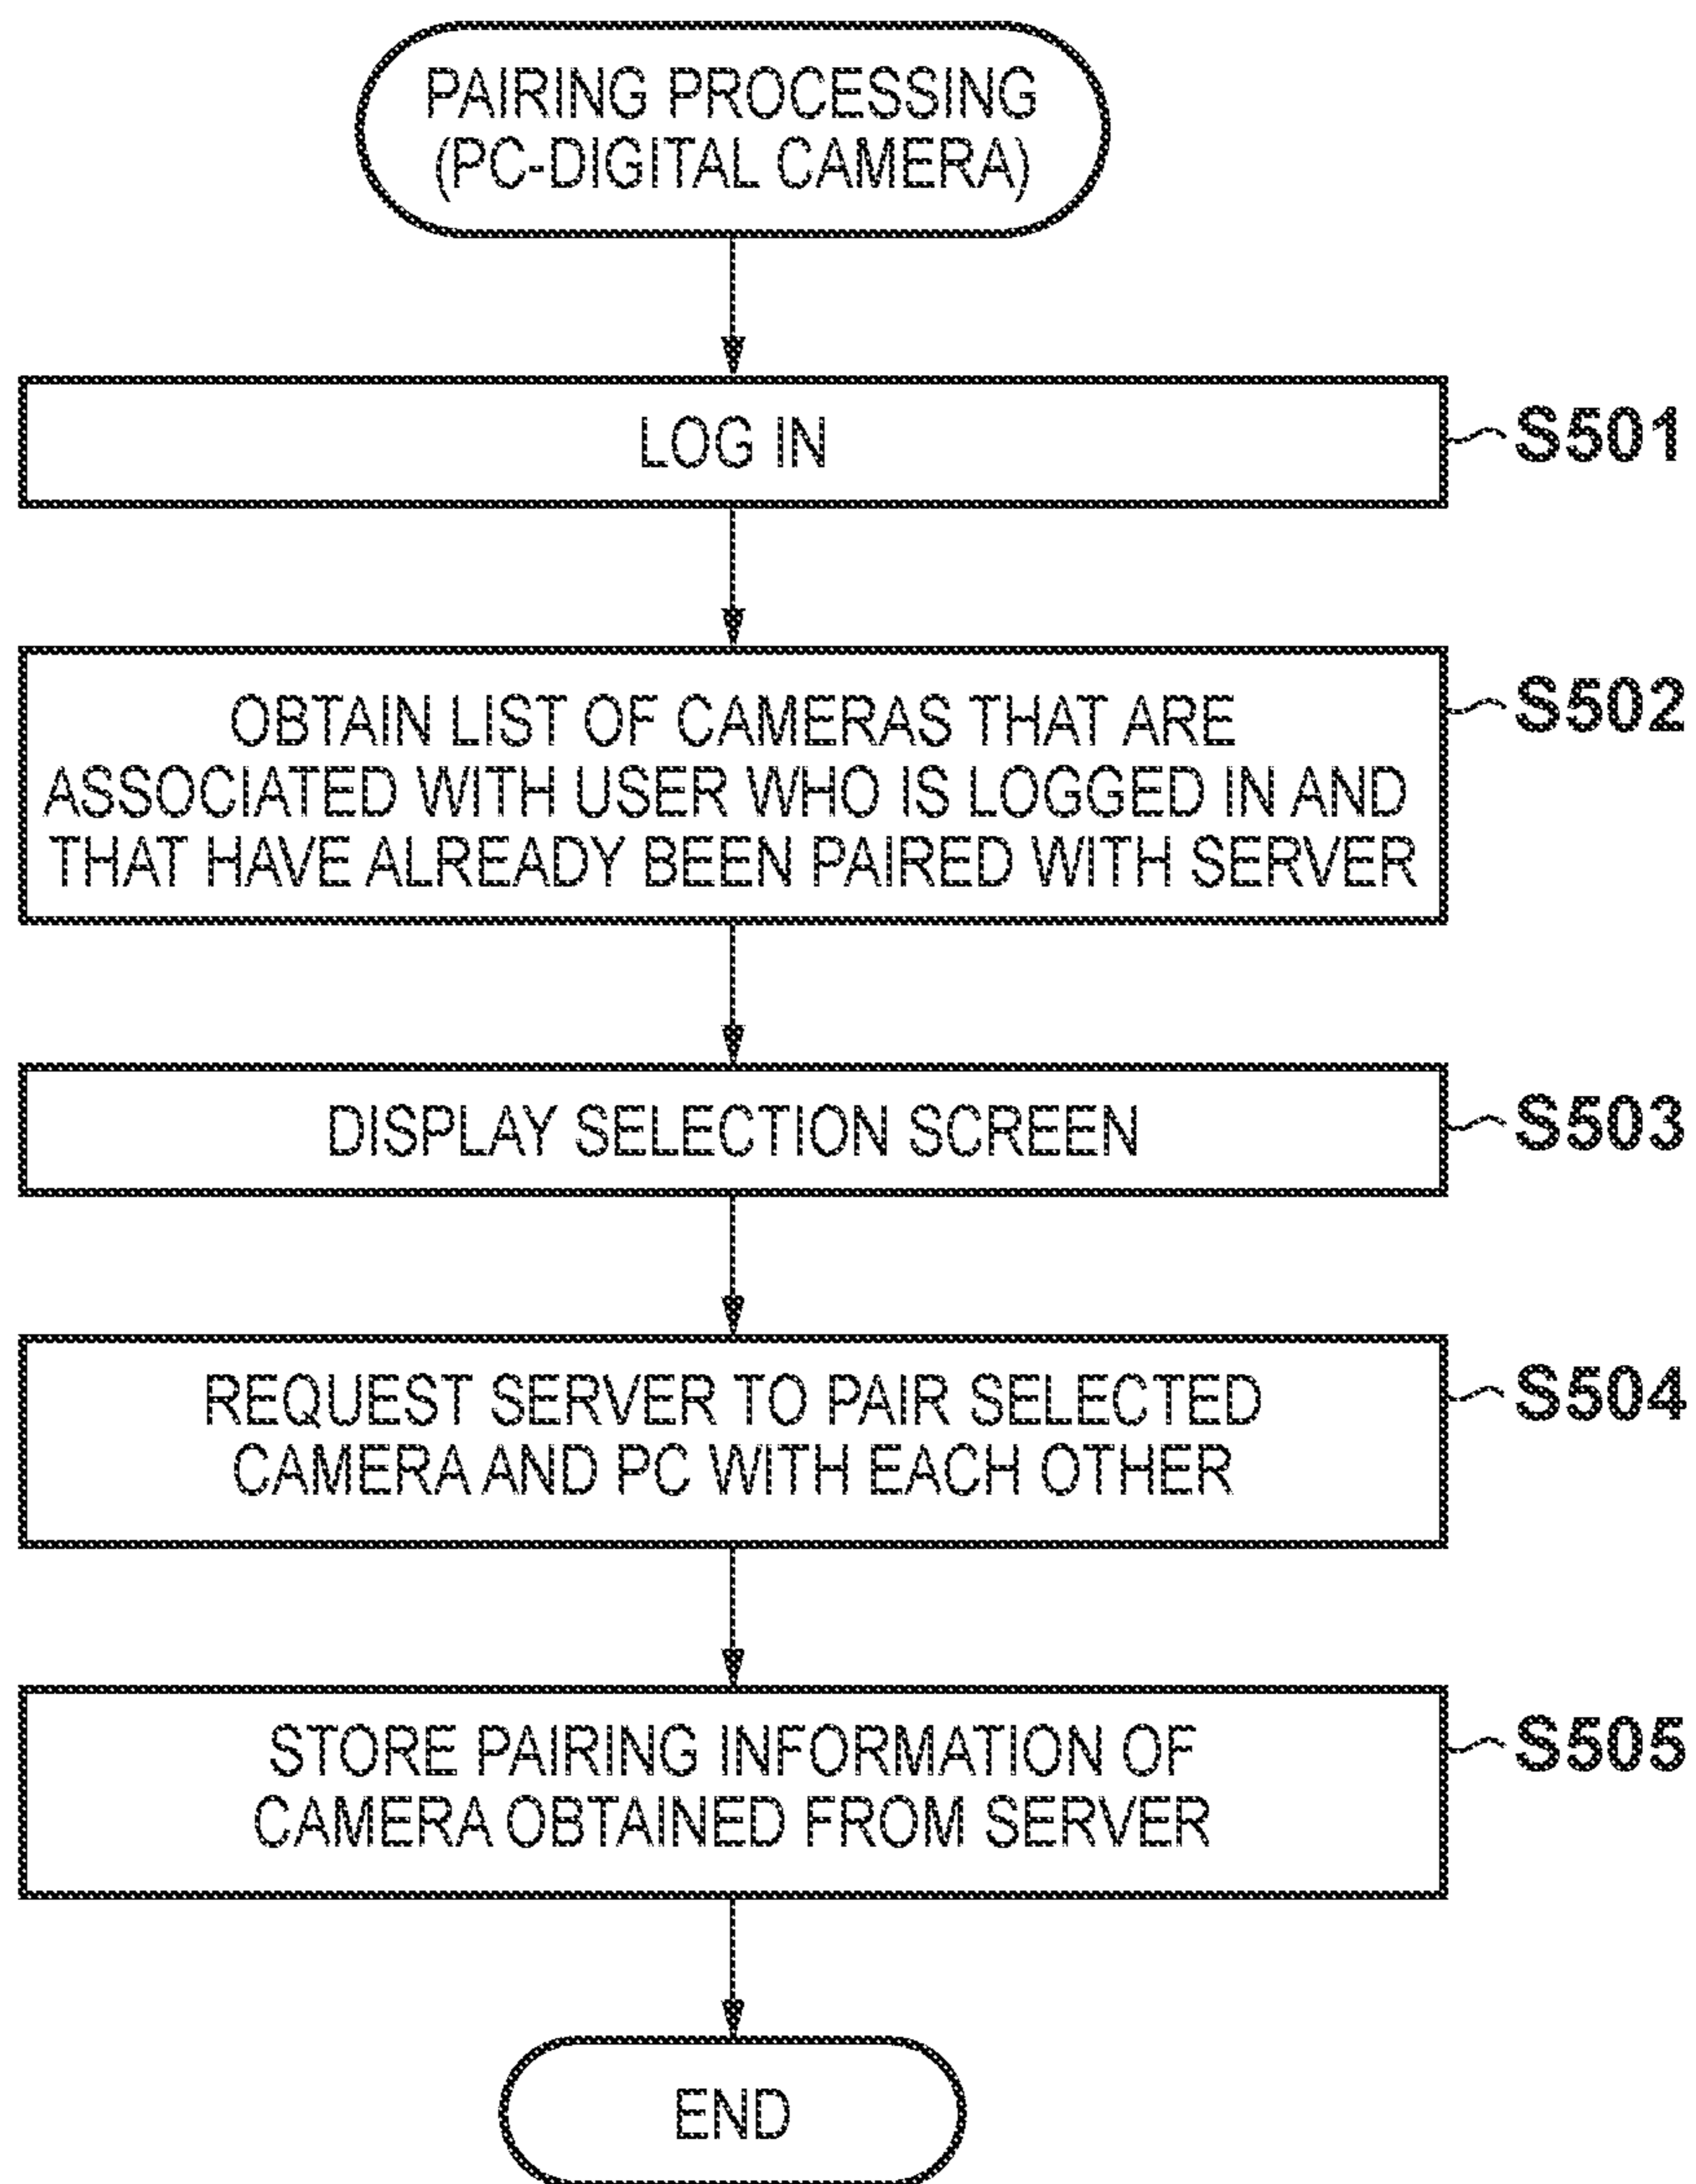 PAIRING PROCESSING
(PC-DIGITAL CAMERA)
LOG IN
S501
OBTAIN LIST OF CAMERAS THAT ARE
ASSOCIATED WITH USER WHO IS LOGGED IN AND
THAT HAVE ALREADY BEEN PAIRED WITH SERVER
S502
DISPLAY SELECTION SCREEN
S503
REQUEST SERVER TO PAIR SELECTED
CAMERA AND PC WITH EACH OTHER
S504
STORE PAIRING INFORMATION OF
CAMERA OBTAINED FROM SERVER
S505
END